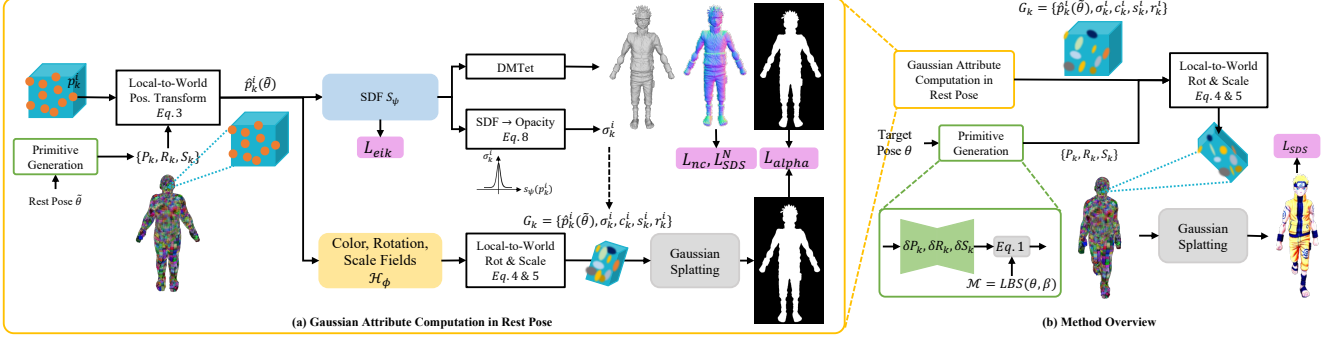 p_k^i
Local-to-World
Pos. Transform
Eq. 3
p̂_k^i(θ̃)
Primitive
Generation
{P_k, R_k, S_k}
Rest Pose θ̃
SDF S_ψ
L_eik
DMTet
SDF → Opacity
Eq. 8
σ_k^i
σ_k^i
s_ψ(p_k^i)
L_nc, L_SDS^N
L_alpha
G_k = {p̂_k^i(θ̃), σ_k^i, c_k^i, s_k^i, r_k^i}
Color, Rotation,
Scale Fields
ℋ_ϕ
Local-to-World
Rot & Scale
Eq. 4 & 5
Gaussian
Splatting
(a) Gaussian Attribute Computation in Rest Pose
G_k = {p̂_k^i(θ̃), σ_k^i, c_k^i, s_k^i, r_k^i}
Gaussian Attribute
Computation in
Rest Pose
Local-to-World
Rot & Scale
Eq. 4 & 5
Target
Pose θ
Primitive
Generation
{P_k, R_k, S_k}
L_SDS
δP_k, δR_k, δS_k
Eq. 1
ℳ = LBS(θ, β)
Gaussian
Splatting
(b) Method Overview